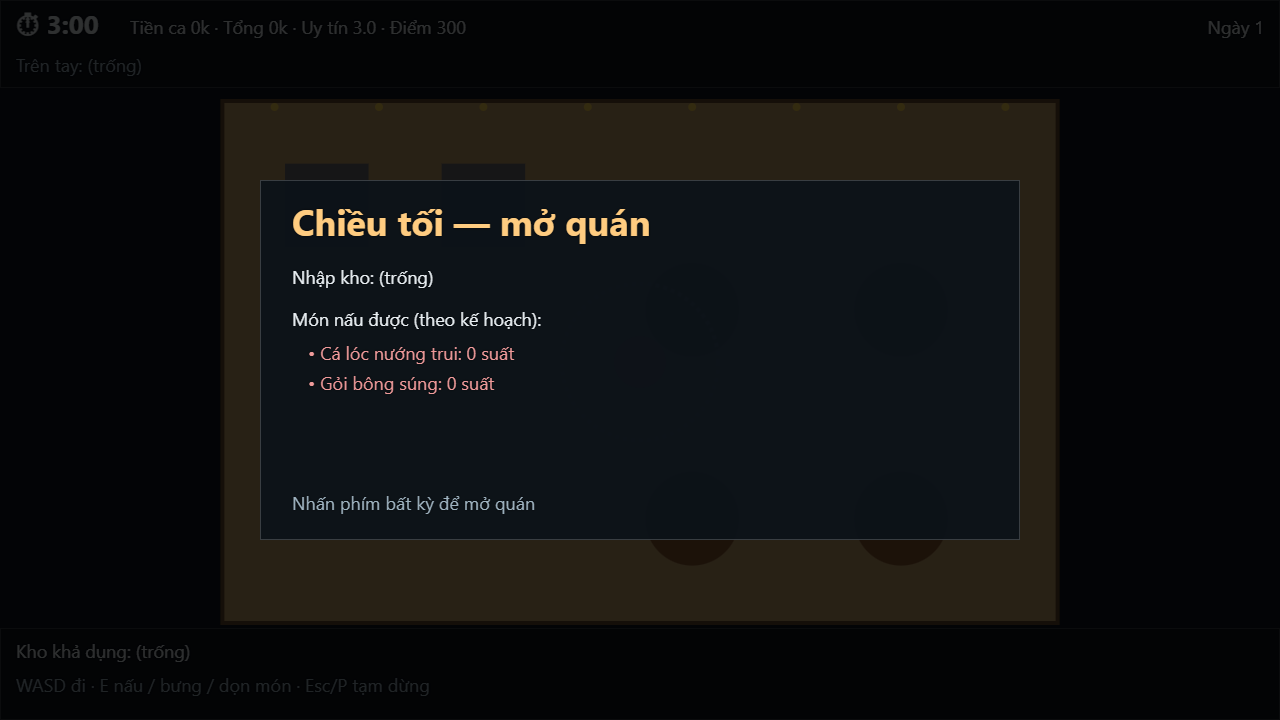 ⏱ 3:00 Tiền ca 0k · Tổng 0k · Uy tín 3.0 · Điểm 300 Ngày 1
Trên tay: (trống)
Chiều tối — mở quán
Nhập kho: (trống)
Món nấu được (theo kế hoạch):
• Cá lóc nướng trui: 0 suất
• Gỏi bông súng: 0 suất
Nhấn phím bất kỳ để mở quán
Kho khả dụng: (trống)
WASD đi · E nấu / bưng / dọn món · Esc/P tạm dừng